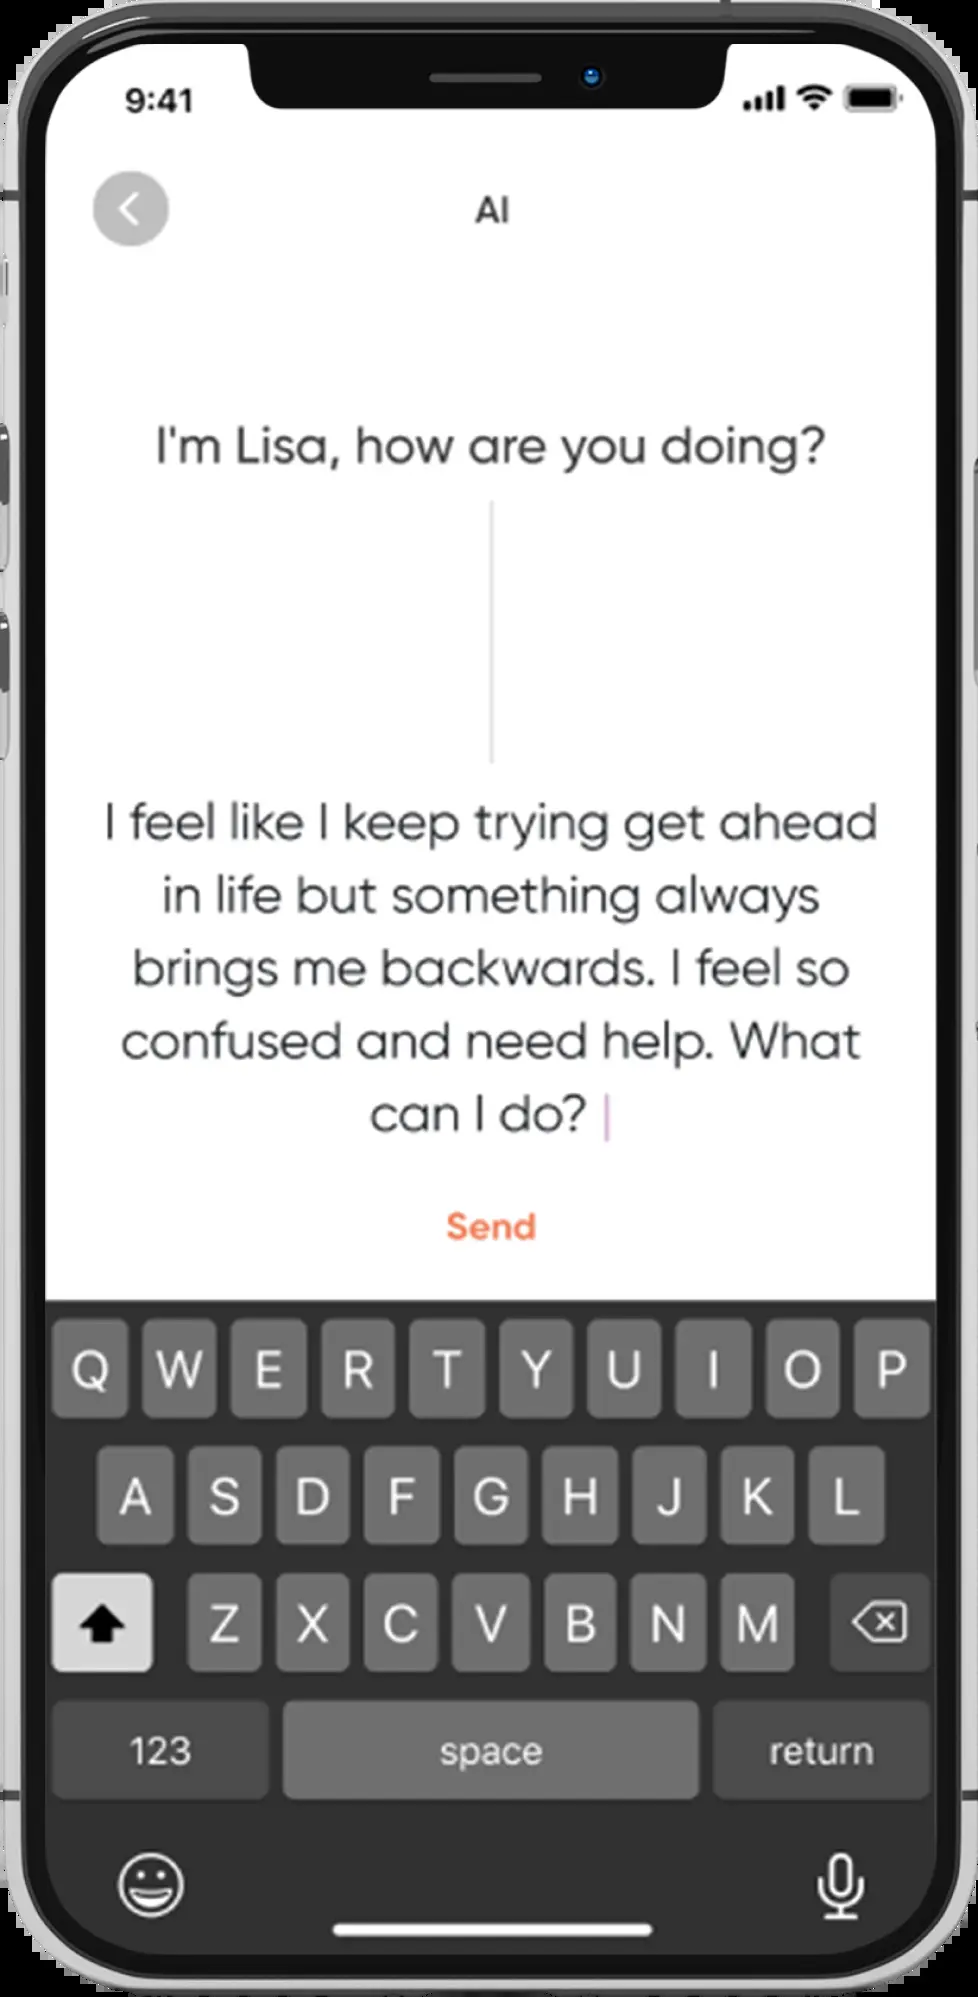 9:41
AI
I'm Lisa, how are you doing?
I feel like I keep trying get ahead
in life but something always
brings me backwards. I feel so
confused and need help. What
can I do?
Send
Q W E R T Y U I O P
A S D F G H J K L
Z X C V B N M
123 space return